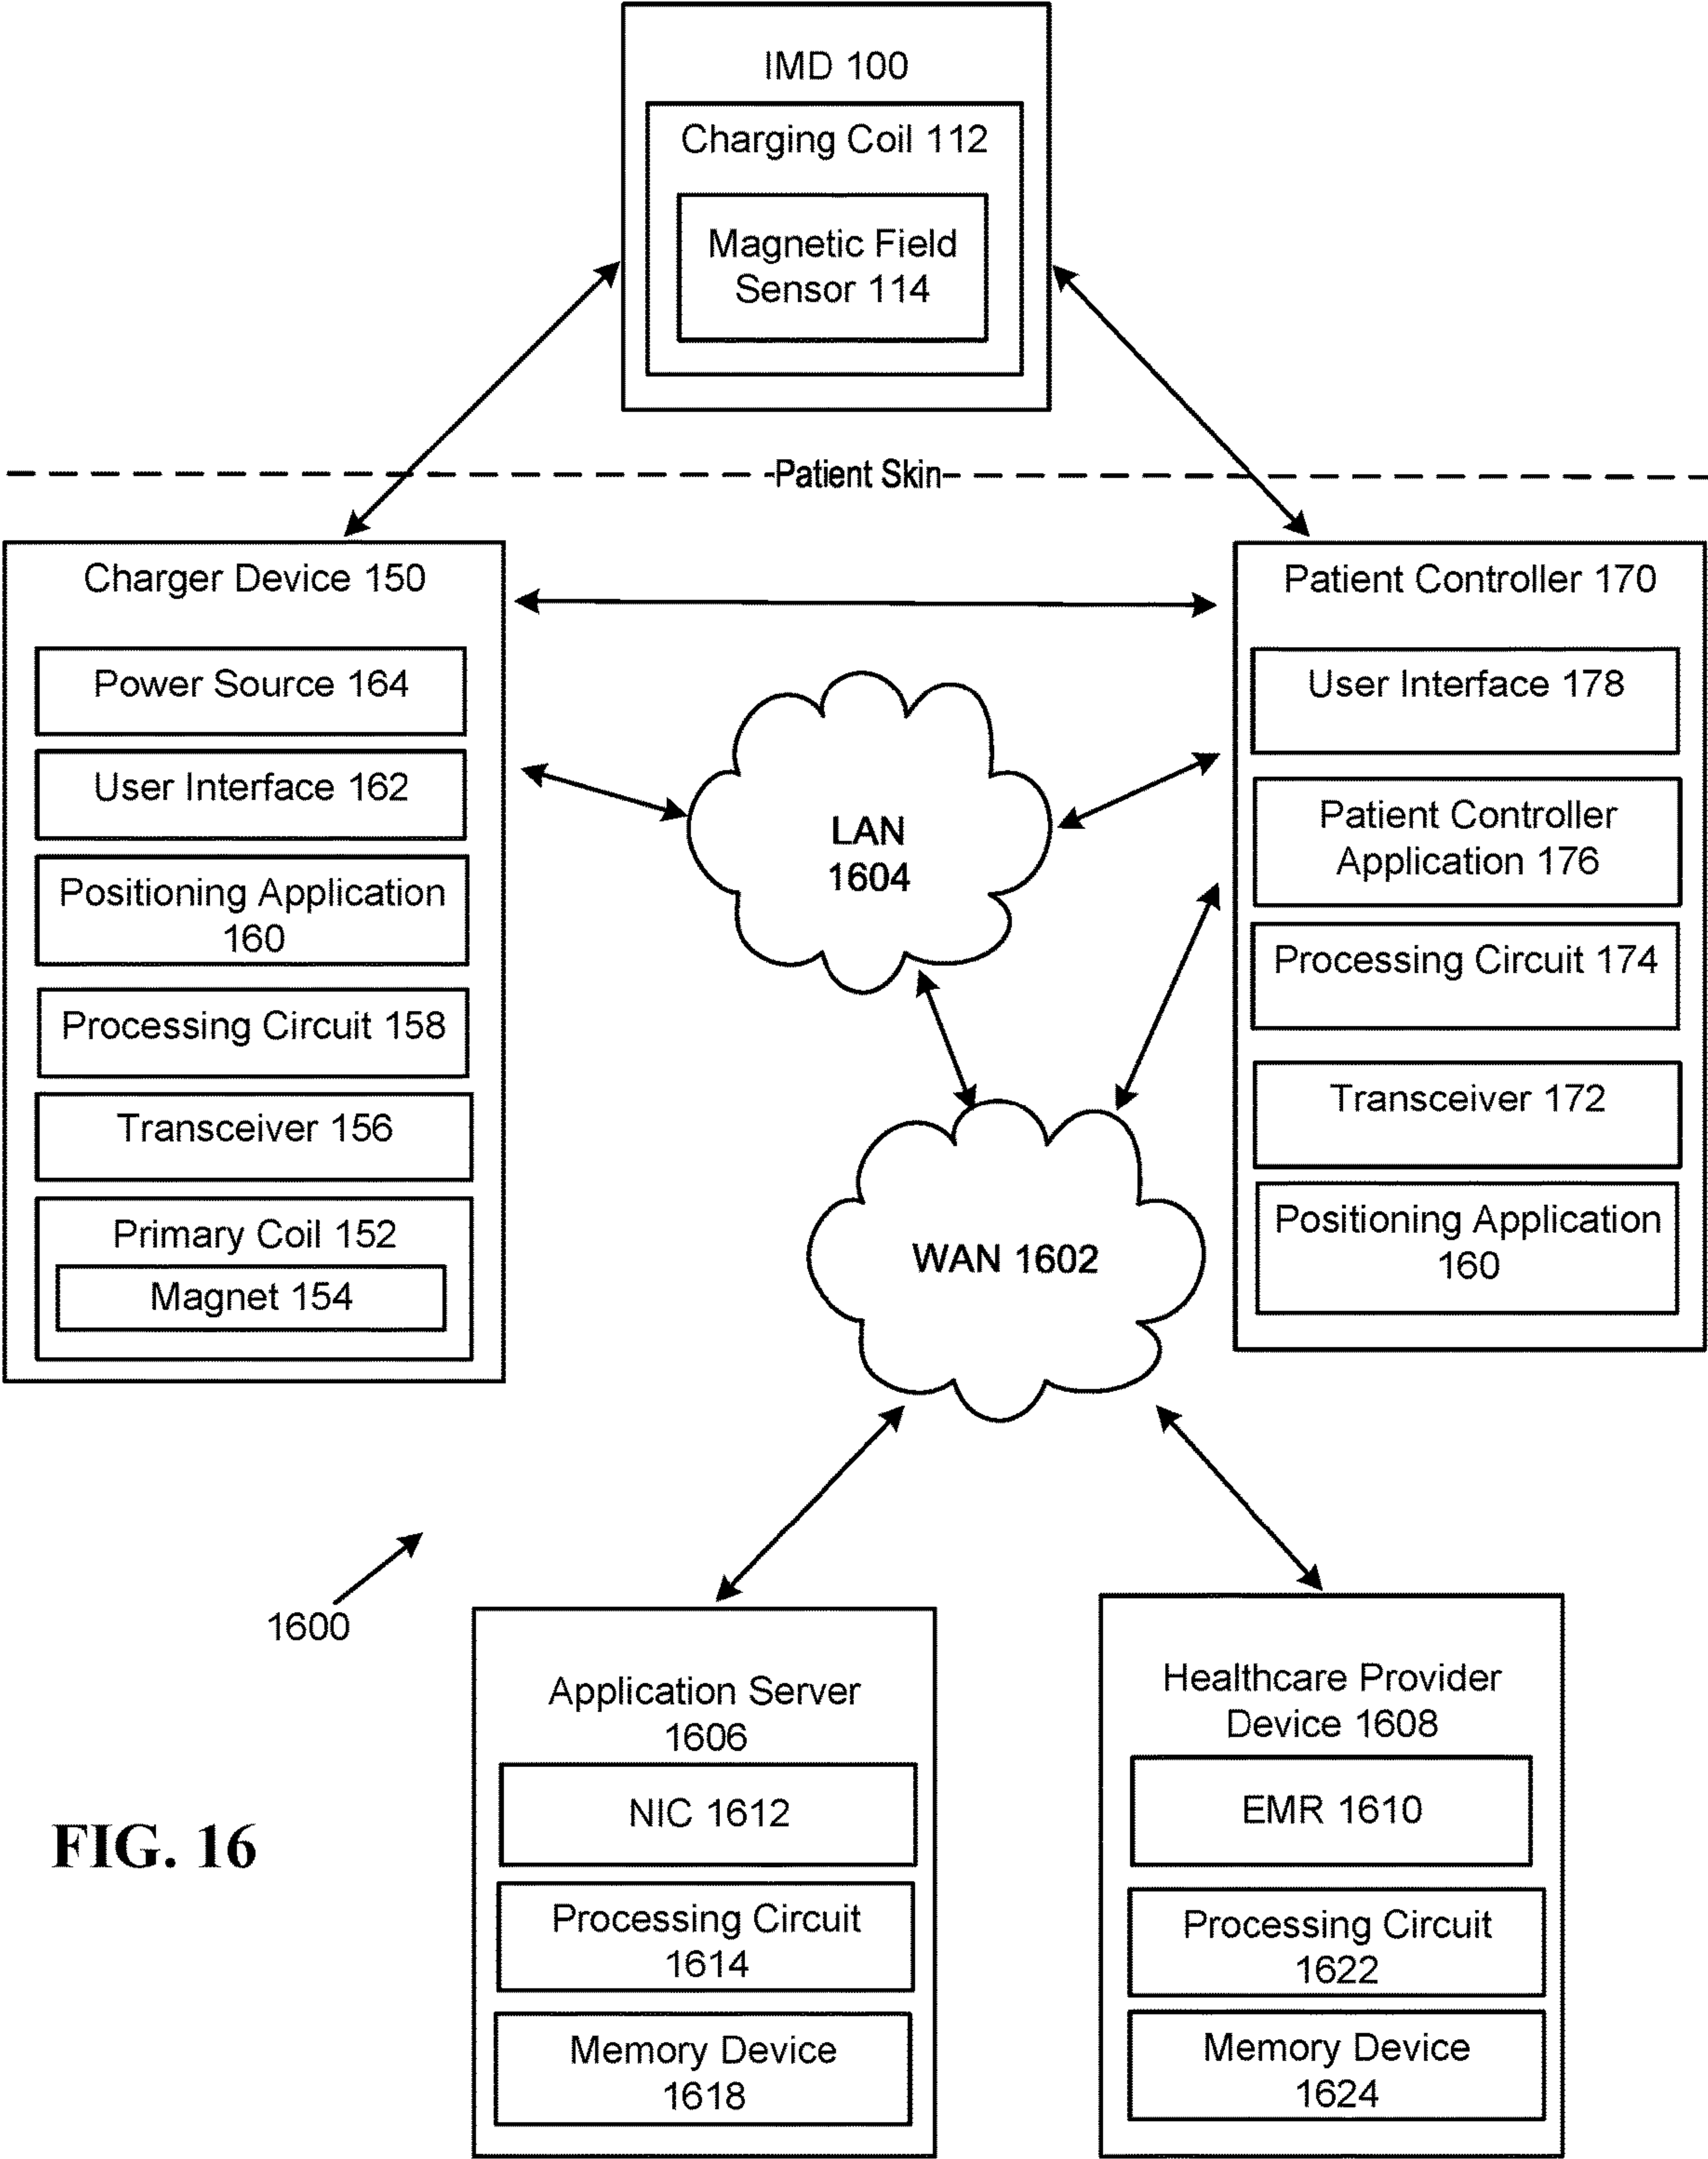 IMD 100
Charging Coil 112
Magnetic Field
Sensor 114
Patient Skin
Charger Device 150
Power Source 164
User Interface 162
Positioning Application
160
Processing Circuit 158
Transceiver 156
Primary Coil 152
Magnet 154
Patient Controller 170
User Interface 178
Patient Controller
Application 176
Processing Circuit 174
Transceiver 172
Positioning Application
160
LAN
1604
WAN 1602
1600
Application Server
1606
NIC 1612
Processing Circuit
1614
Memory Device
1618
Healthcare Provider
Device 1608
EMR 1610
Processing Circuit
1622
Memory Device
1624
FIG. 16